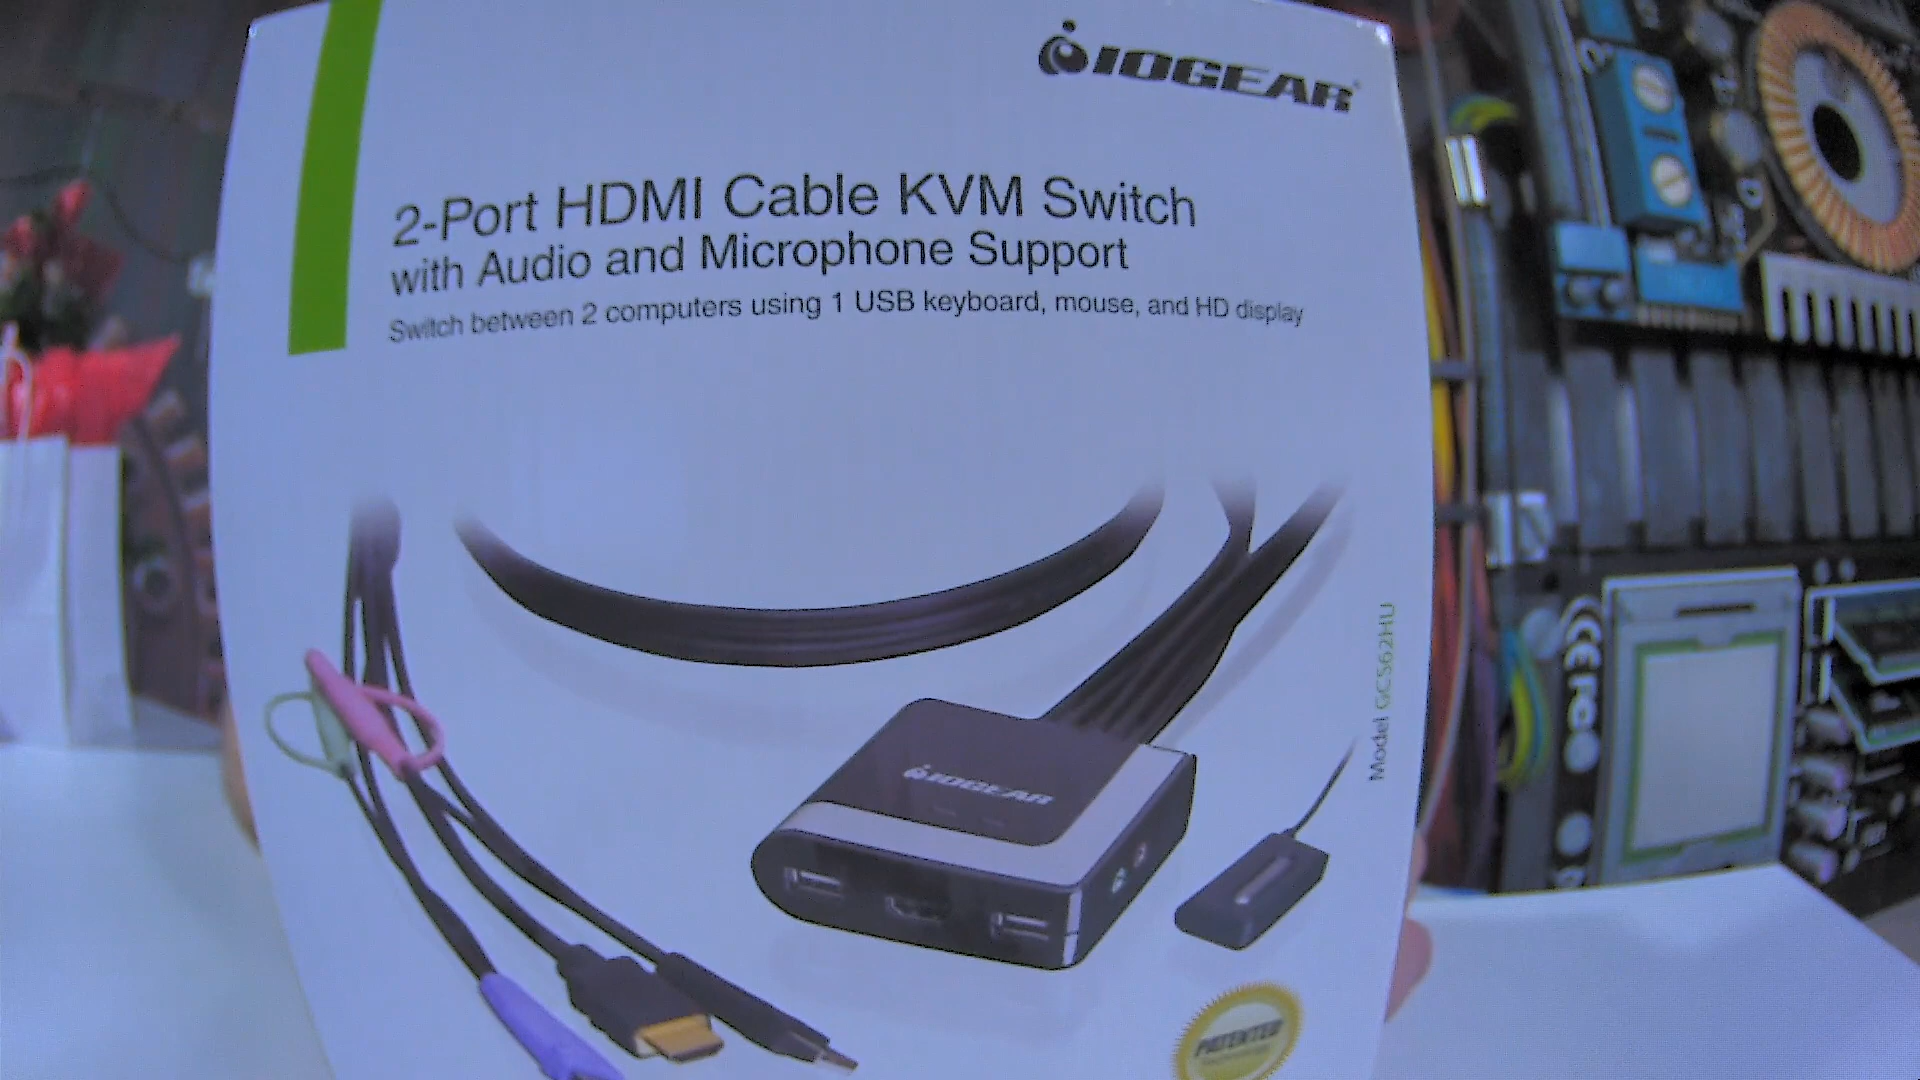 IOGEAR
2-Port HDMI Cable KVM Switch
with Audio and Microphone Support
Switch between 2 computers using 1 USB keyboard, mouse, and HD display
Model GCS62HU
IOGEAR
PATENTED